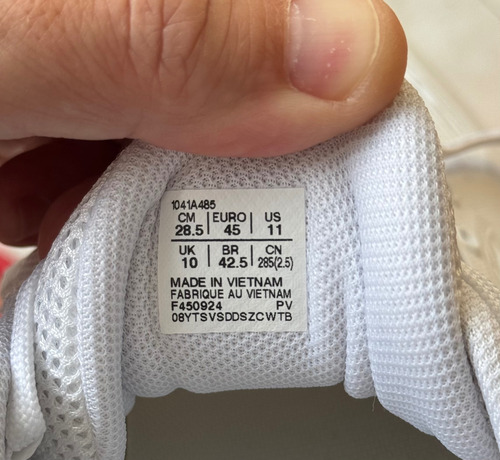 1041A485
CM EURO US
28.5 45 11
UK BR CN
10 42.5 285(2.5)
MADE IN VIETNAM
FABRIQUE AU VIETNAM
F450924 PV
08YTSVSDDSZCWTB